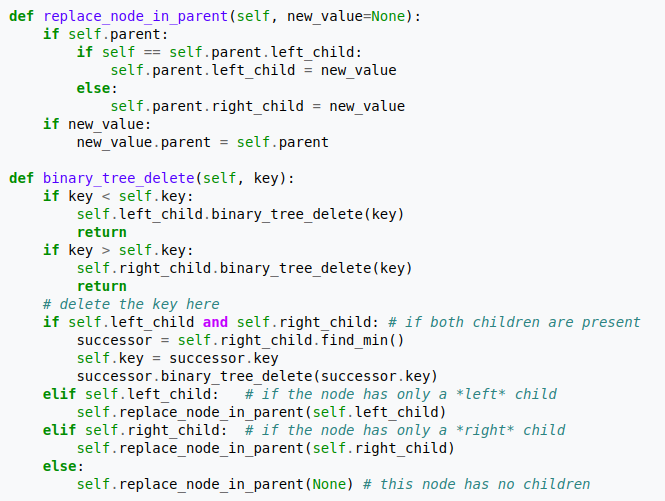 def replace_node_in_parent(self, new_value=None):
    if self.parent:
        if self == self.parent.left_child:
            self.parent.left_child = new_value
        else:
            self.parent.right_child = new_value
    if new_value:
        new_value.parent = self.parent

def binary_tree_delete(self, key):
    if key < self.key:
        self.left_child.binary_tree_delete(key)
        return
    if key > self.key:
        self.right_child.binary_tree_delete(key)
        return
    # delete the key here
    if self.left_child and self.right_child: # if both children are present
        successor = self.right_child.find_min()
        self.key = successor.key
        successor.binary_tree_delete(successor.key)
    elif self.left_child:   # if the node has only a *left* child
        self.replace_node_in_parent(self.left_child)
    elif self.right_child:  # if the node has only a *right* child
        self.replace_node_in_parent(self.right_child)
    else:
        self.replace_node_in_parent(None) # this node has no children